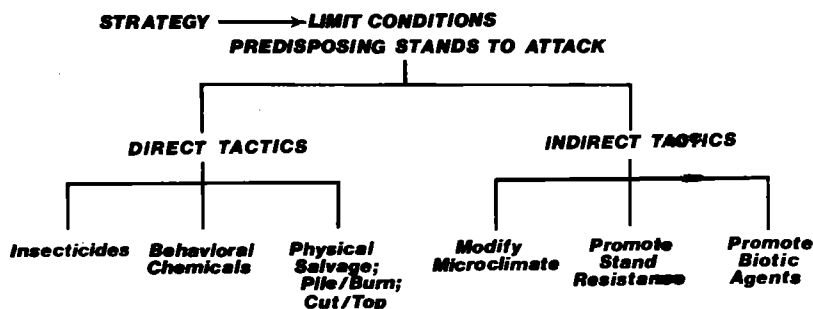 STRATEGY → LIMIT CONDITIONS
PREDISPOSING STANDS TO ATTACK
DIRECT TACTICS
INDIRECT TACTICS
Insecticides
Behavioral
Chemicals
Physical
Salvage;
Pile/Burn;
Cut/Top
Modify
Microclimate
Promote
Stand
Resistance
Promote
Biotic
Agents